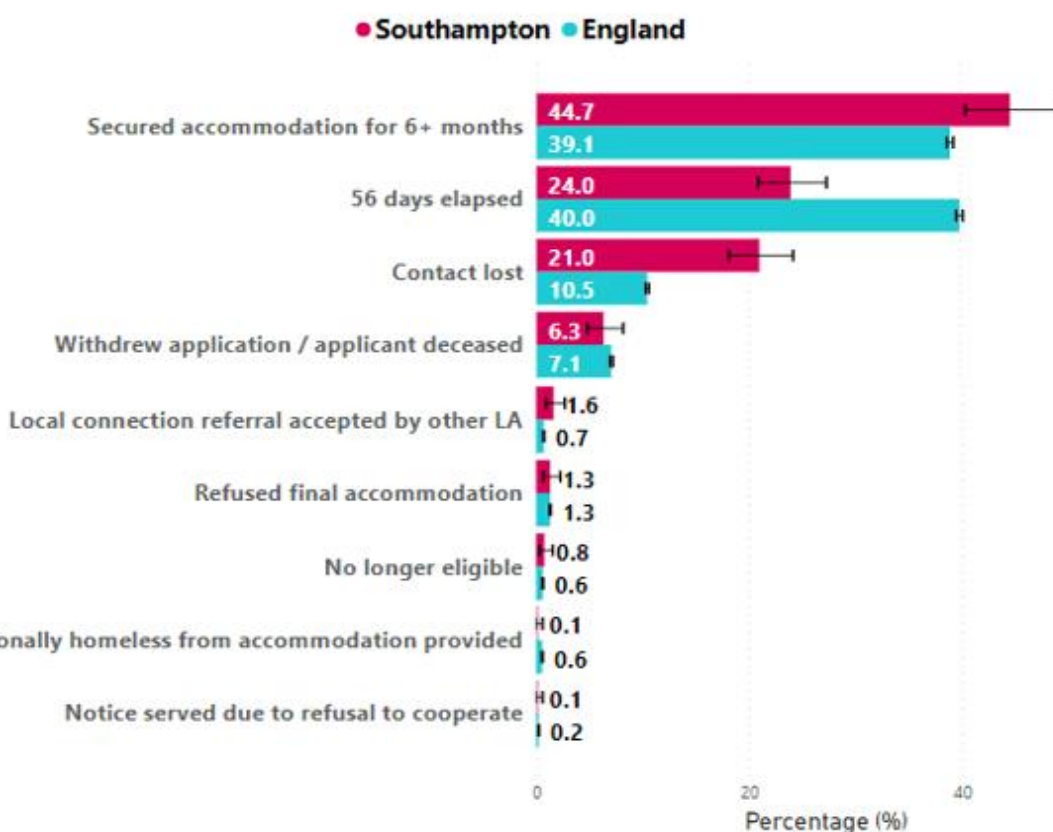 Southampton England
Secured accommodation for 6+ months
44.7
39.1
56 days elapsed
24.0
40.0
Contact lost
21.0
10.5
Withdrew application / applicant deceased
6.3
7.1
Local connection referral accepted by other LA
1.6
0.7
Refused final accommodation
1.3
1.3
No longer eligible
0.8
0.6
onally homeless from accommodation provided
0.1
0.6
Notice served due to refusal to cooperate
0.1
0.2
0 20 40
Percentage (%)